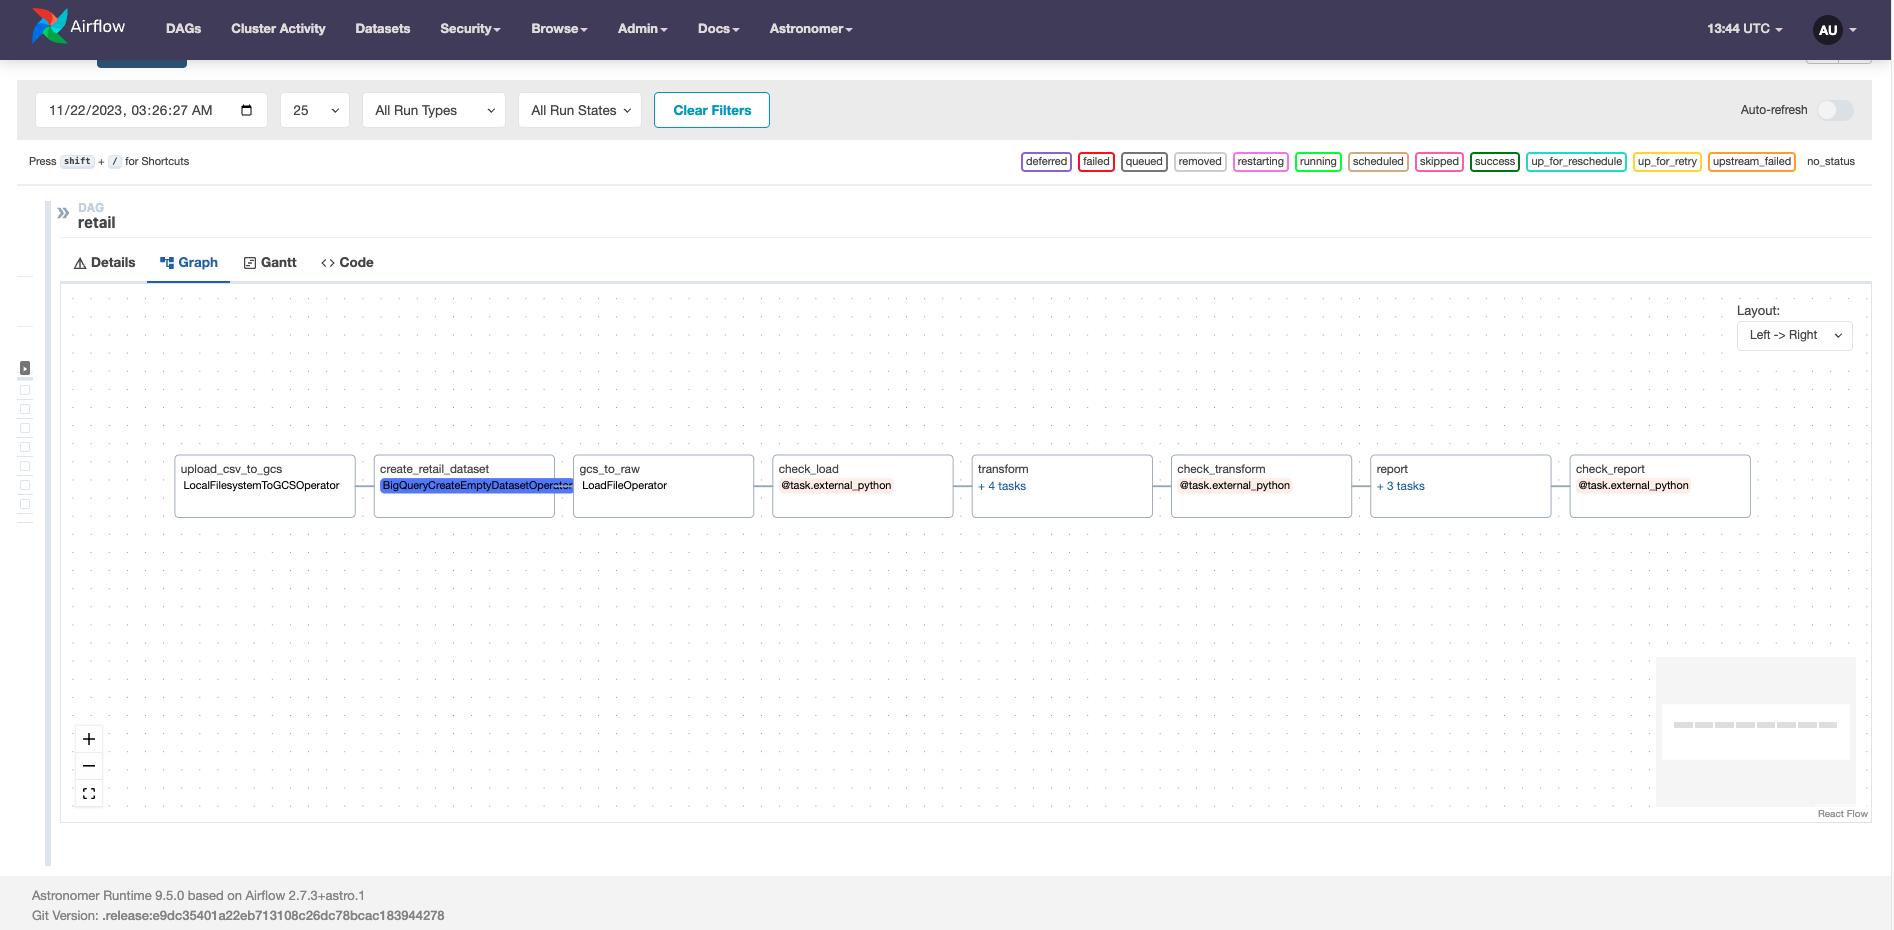 Airflow DAGs Cluster Activity Datasets Security Browse Admin Docs Astronomer 13:44 UTC AU
11/22/2023, 03:26:27 AM 25 All Run Types All Run States Clear Filters Auto-refresh
Press shift + / for Shortcuts deferred failed queued removed restarting running scheduled skipped success up_for_reschedule up_for_retry upstream_failed no_status
DAG
retail
Details Graph Gantt Code
Layout:
Left -> Right
upload_csv_to_gcs create_retail_dataset gcs_to_raw check_load transform check_transform report check_report
LocalFilesystemToGCSOperator BigQueryCreateEmptyDatasetOperator LoadFileOperator @task.external_python + 4 tasks @task.external_python + 3 tasks @task.external_python
React Flow
Astronomer Runtime 9.5.0 based on Airflow 2.7.3+astro.1
Git Version: .release:e9dc35401a22eb713108c26dc78bcac183944278